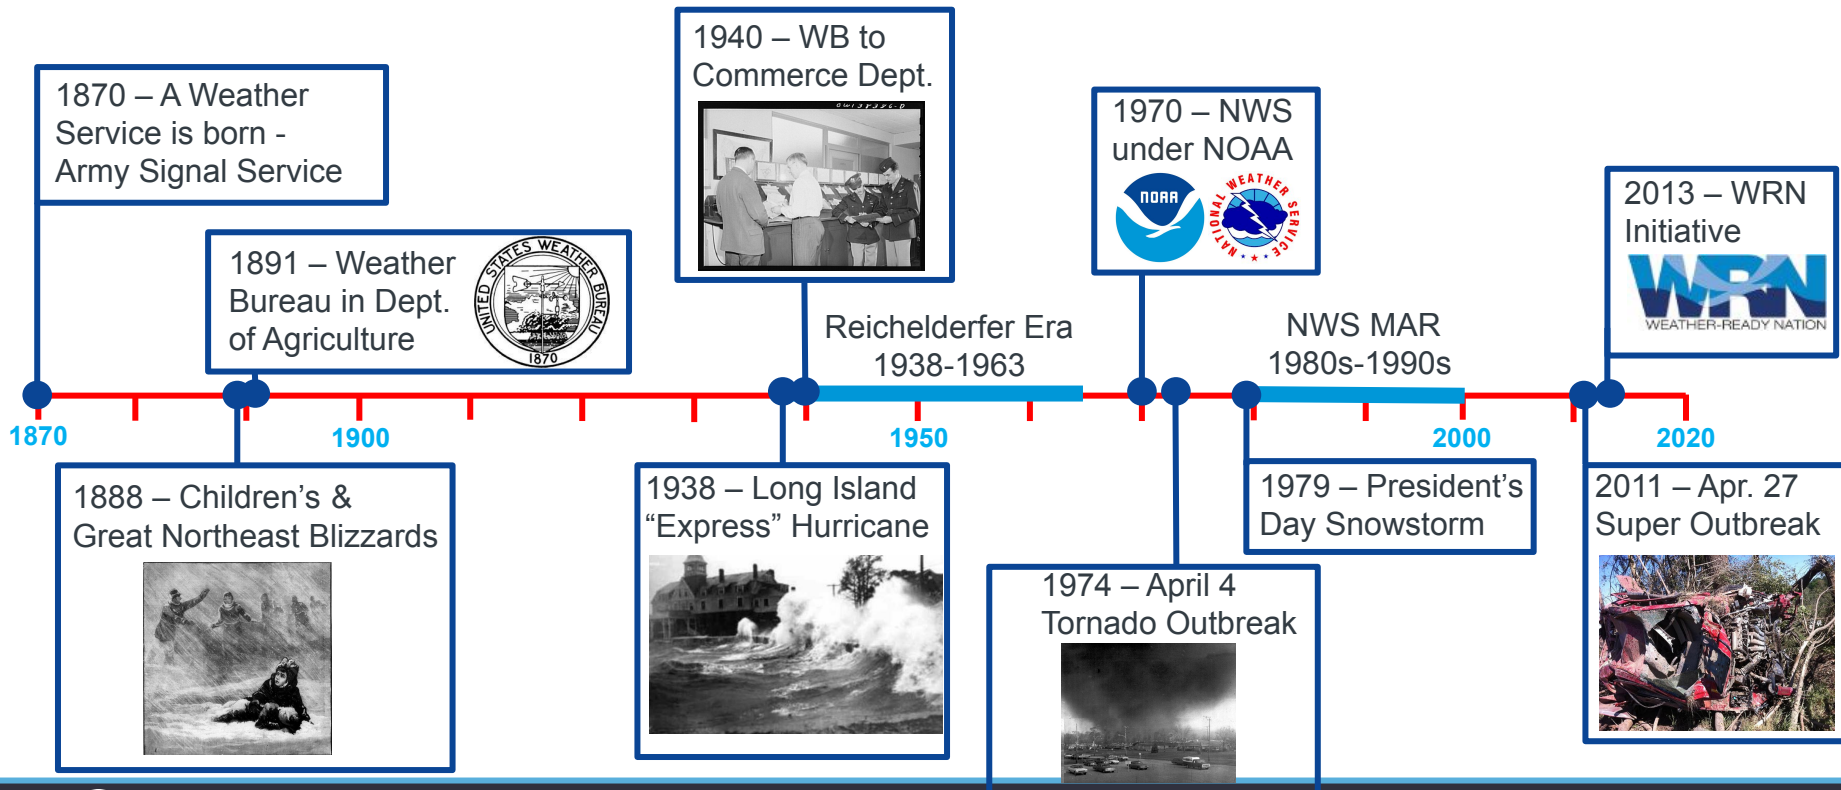 1870 – A Weather
Service is born -
Army Signal Service
1891 – Weather
Bureau in Dept.
of Agriculture
UNITED STATES WEATHER BUREAU
1870
1940 – WB to
Commerce Dept.
1970 – NWS
under NOAA
NOAA
NATIONAL WEATHER SERVICE
2013 – WRN
Initiative
WRN
WEATHER-READY NATION
Reichelderfer Era
1938-1963
NWS MAR
1980s-1990s
1870
1900
1950
2000
2020
1888 – Children’s &
Great Northeast Blizzards
1938 – Long Island
“Express” Hurricane
1974 – April 4
Tornado Outbreak
1979 – President’s
Day Snowstorm
2011 – Apr. 27
Super Outbreak